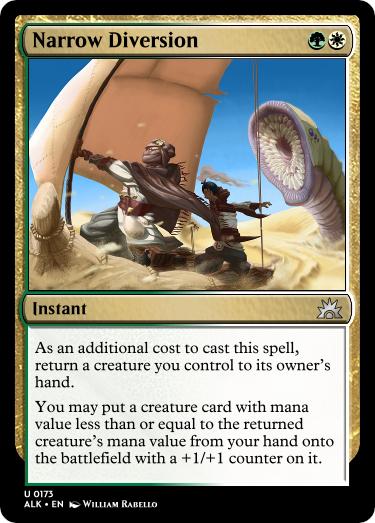 Narrow Diversion
Instant
As an additional cost to cast this spell,
return a creature you control to its owner's
hand.
You may put a creature card with mana
value less than or equal to the returned
creature's mana value from your hand onto
the battlefield with a +1/+1 counter on it.
U 0173
ALK • EN William Rabello